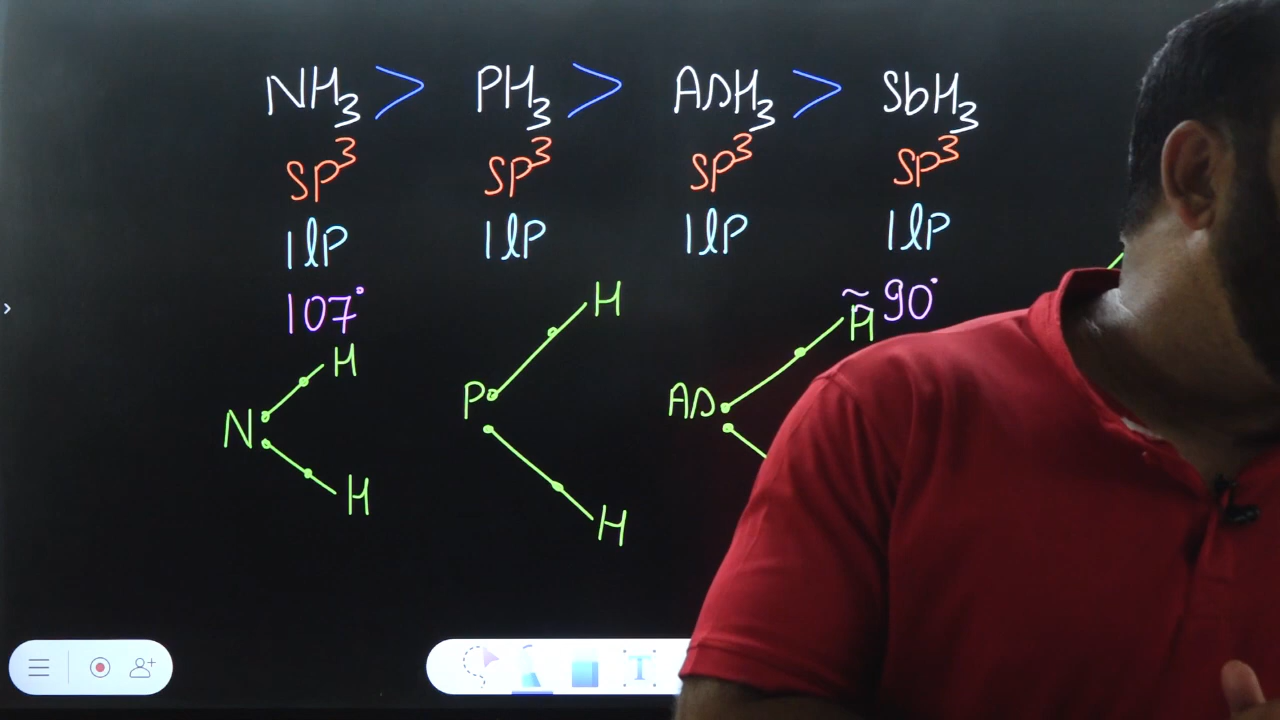 NH3 > PH3 > AsH3 > SbH3
sp3 sp3 sp3 sp3
1lp 1lp 1lp 1lp
107° ≈90°
H
H
H
H
P
As
N
H
H
T